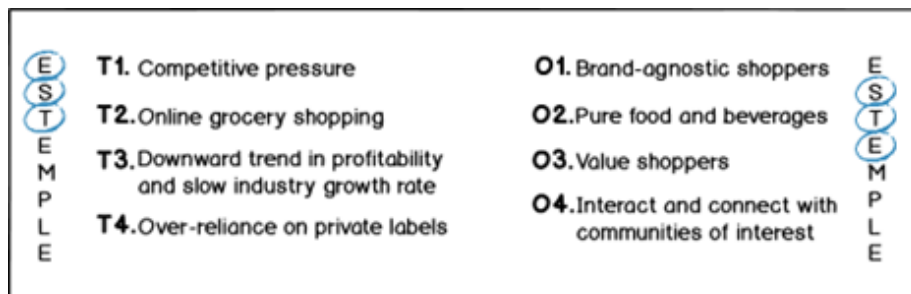 E
S
T
E
M
P
L
E
T1. Competitive pressure
T2. Online grocery shopping
T3. Downward trend in profitability
and slow industry growth rate
T4. Over-reliance on private labels
O1. Brand-agnostic shoppers
O2. Pure food and beverages
O3. Value shoppers
O4. Interact and connect with
communities of interest
E
S
T
E
M
P
L
E